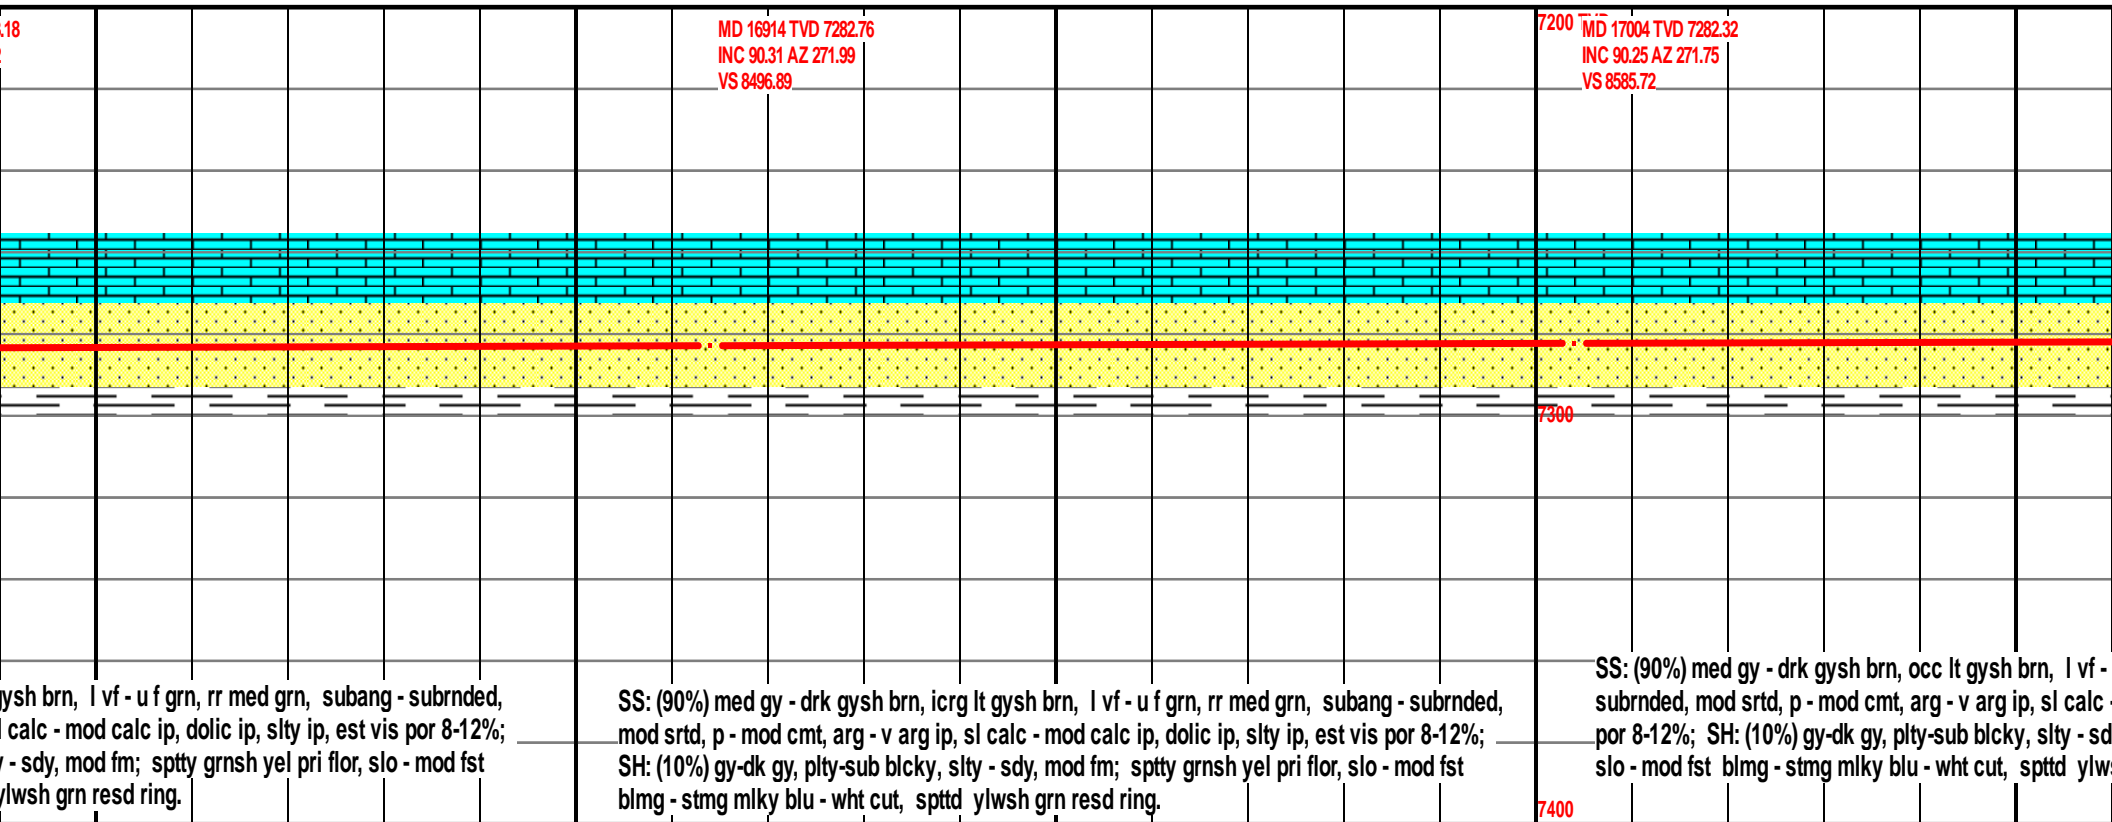 .18
MD 16914 TVD 7282.76
INC 90.31 AZ 271.99
VS 8496.89
7200 TVD
MD 17004 TVD 7282.32
INC 90.25 AZ 271.75
VS 8585.72
7300
gysh brn, l vf - u f grn, rr med grn, subang - subrnded,
calc - mod calc ip, dolic ip, slty ip, est vis por 8-12%;
- sdy, mod fm; sptty grnsh yel pri flor, slo - mod fst
ylwsh grn resd ring.
SS: (90%) med gy - drk gysh brn, icrg lt gysh brn, l vf - u f grn, rr med grn, subang - subrnded,
mod srtd, p - mod cmt, arg - v arg ip, sl calc - mod calc ip, dolic ip, slty ip, est vis por 8-12%;
SH: (10%) gy-dk gy, plty-sub blcky, slty - sdy, mod fm; sptty grnsh yel pri flor, slo - mod fst
blmg - stmg mlky blu - wht cut, spttd ylwsh grn resd ring.
SS: (90%) med gy - drk gysh brn, occ lt gysh brn, l vf -
subrnded, mod srtd, p - mod cmt, arg - v arg ip, sl calc -
por 8-12%; SH: (10%) gy-dk gy, plty-sub blcky, slty - sd
slo - mod fst blmg - stmg mlky blu - wht cut, spttd ylws
7400